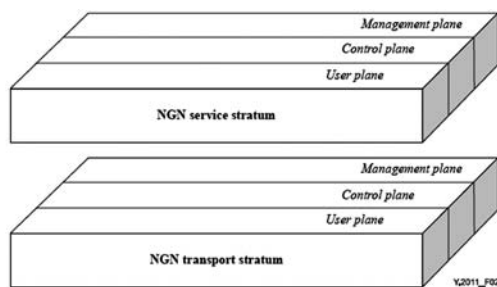 Management plane
Control plane
User plane
NGN service stratum
Management plane
Control plane
User plane
NGN transport stratum
Y.2011_F02